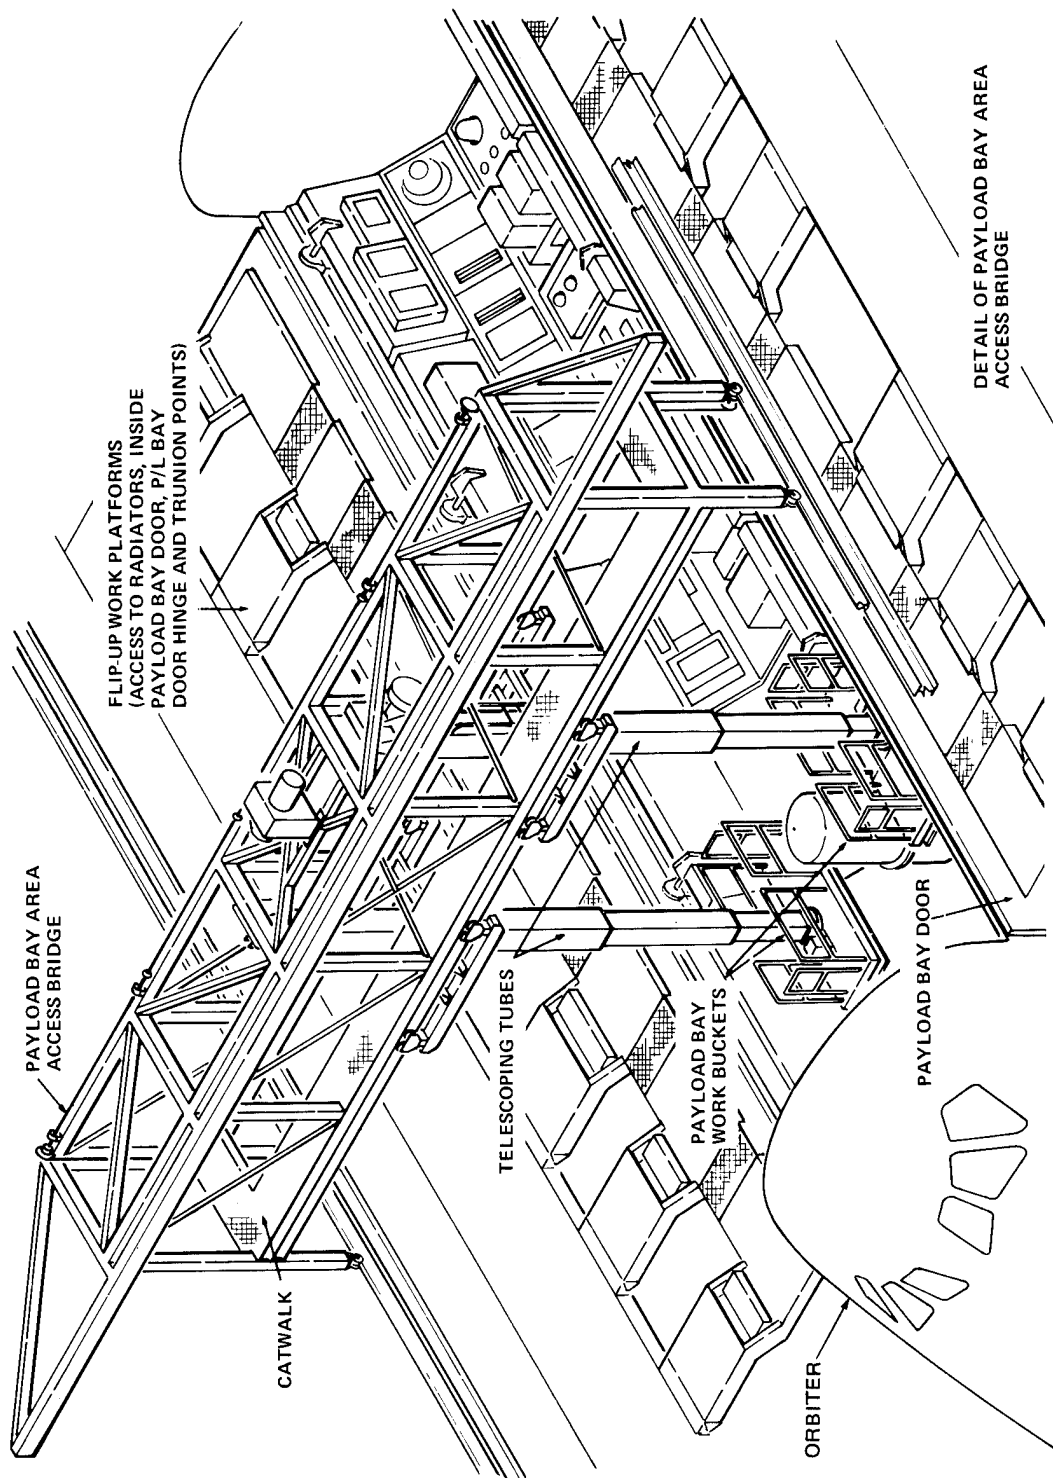 PAYLOAD BAY AREA
ACCESS BRIDGE
FLIP-UP WORK PLATFORMS
(ACCESS TO RADIATORS, INSIDE
PAYLOAD BAY DOOR, P/L BAY
DOOR HINGE AND TRUNION POINTS)
CATWALK
TELESCOPING TUBES
PAYLOAD BAY
WORK BUCKETS
ORBITER
PAYLOAD BAY DOOR
DETAIL OF PAYLOAD BAY AREA
ACCESS BRIDGE